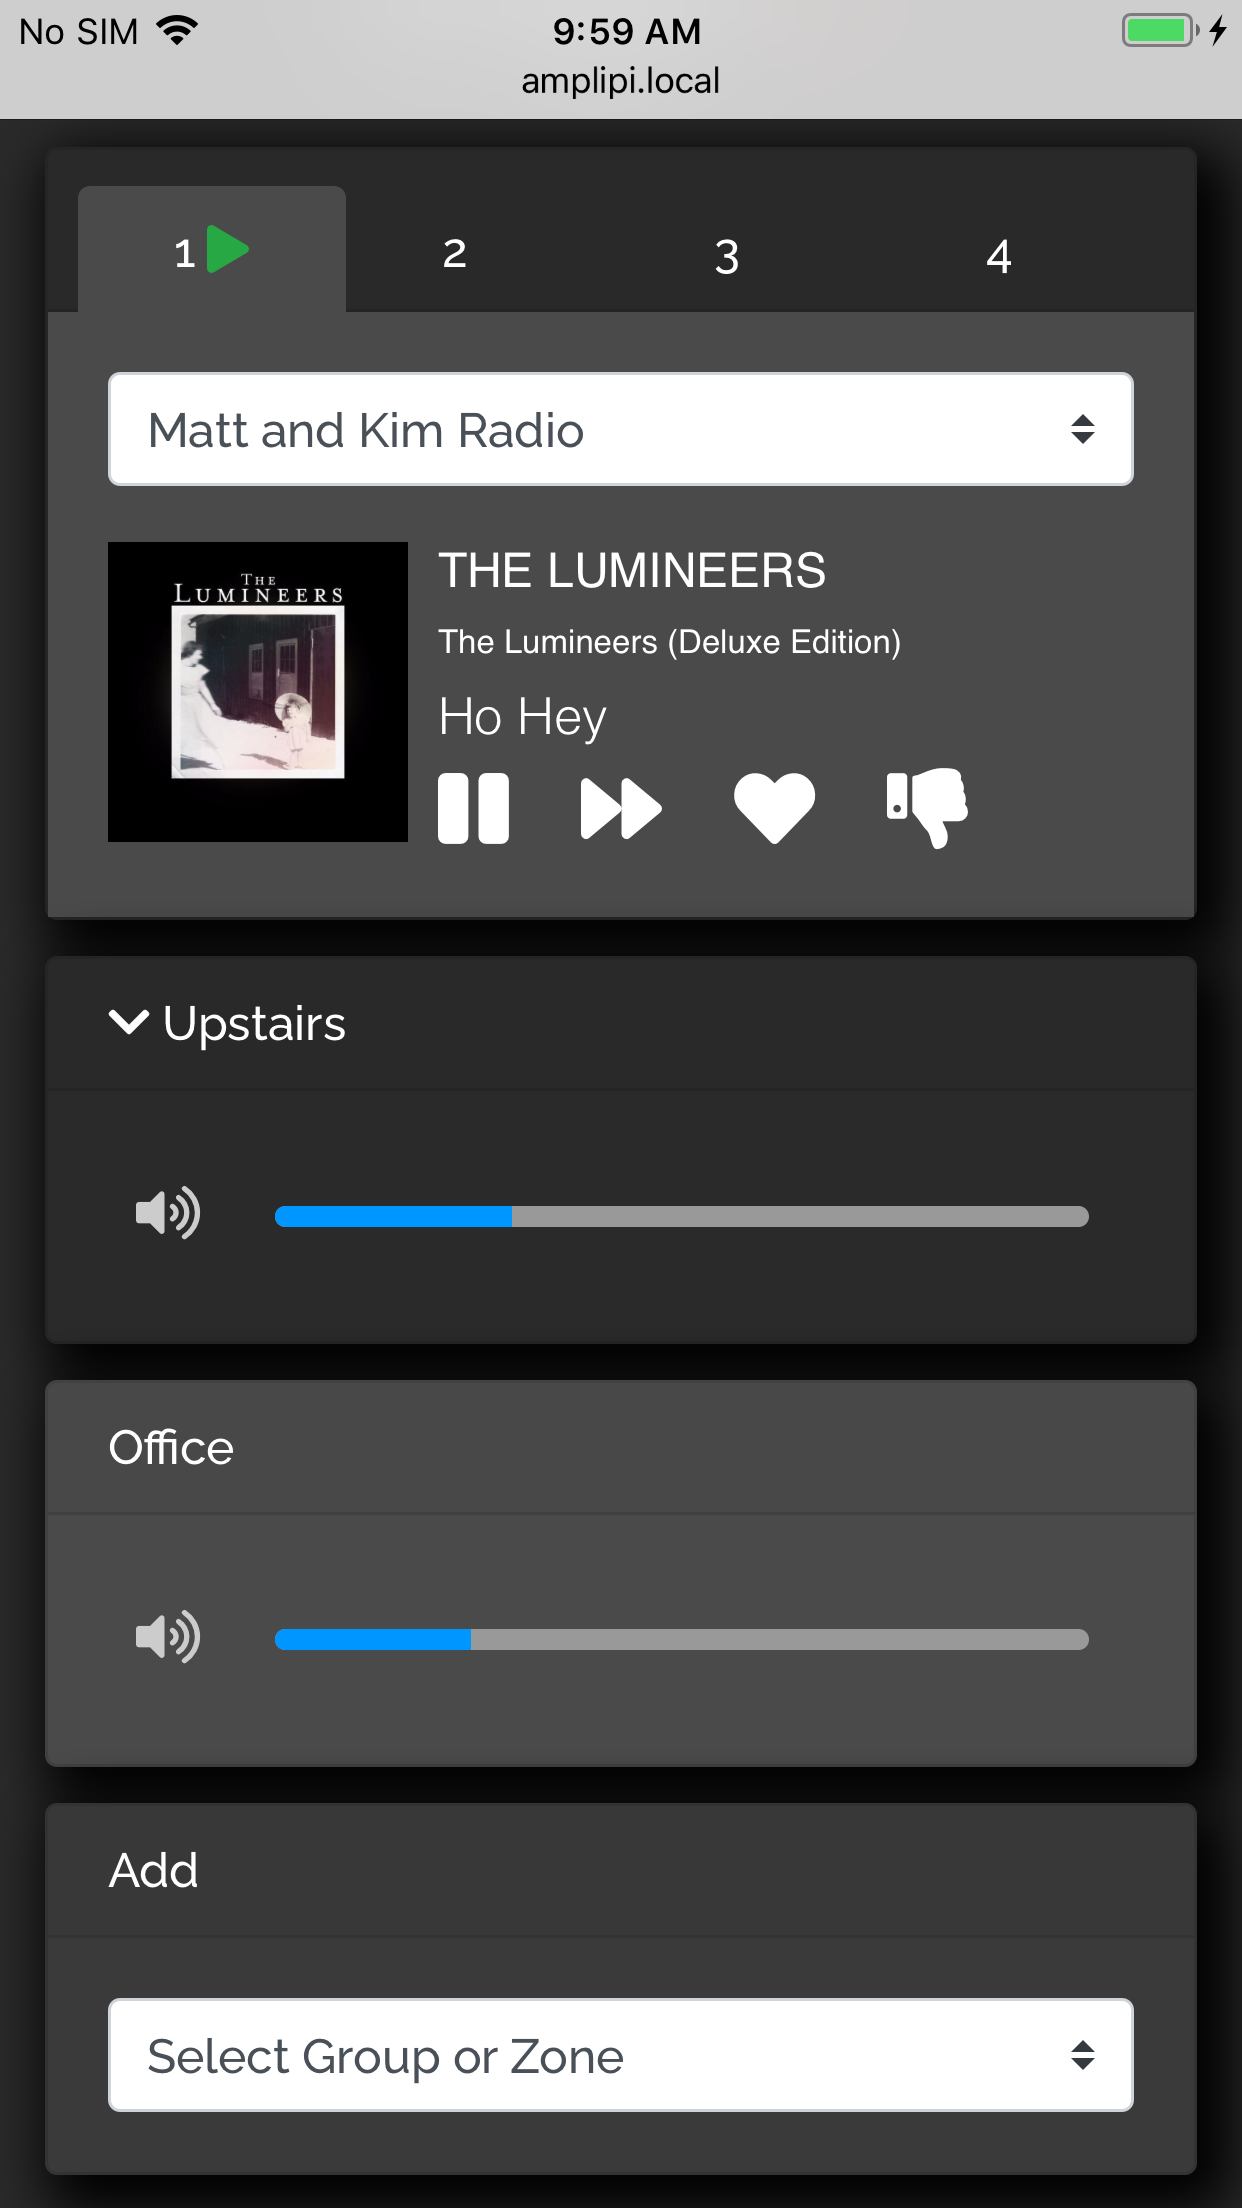 No SIM 9:59 AM
amplipi.local
1 2 3 4
Matt and Kim Radio
THE LUMINEERS
THE LUMINEERS
The Lumineers (Deluxe Edition)
Ho Hey
Upstairs
Office
Add
Select Group or Zone